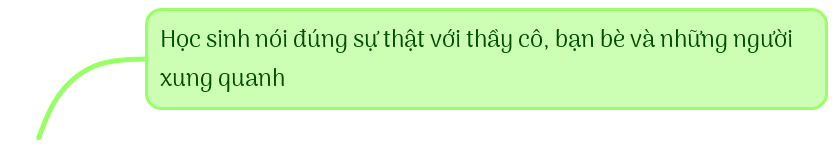 Học sinh nói đúng sự thật với thầy cô, bạn bè và những người
xung quanh